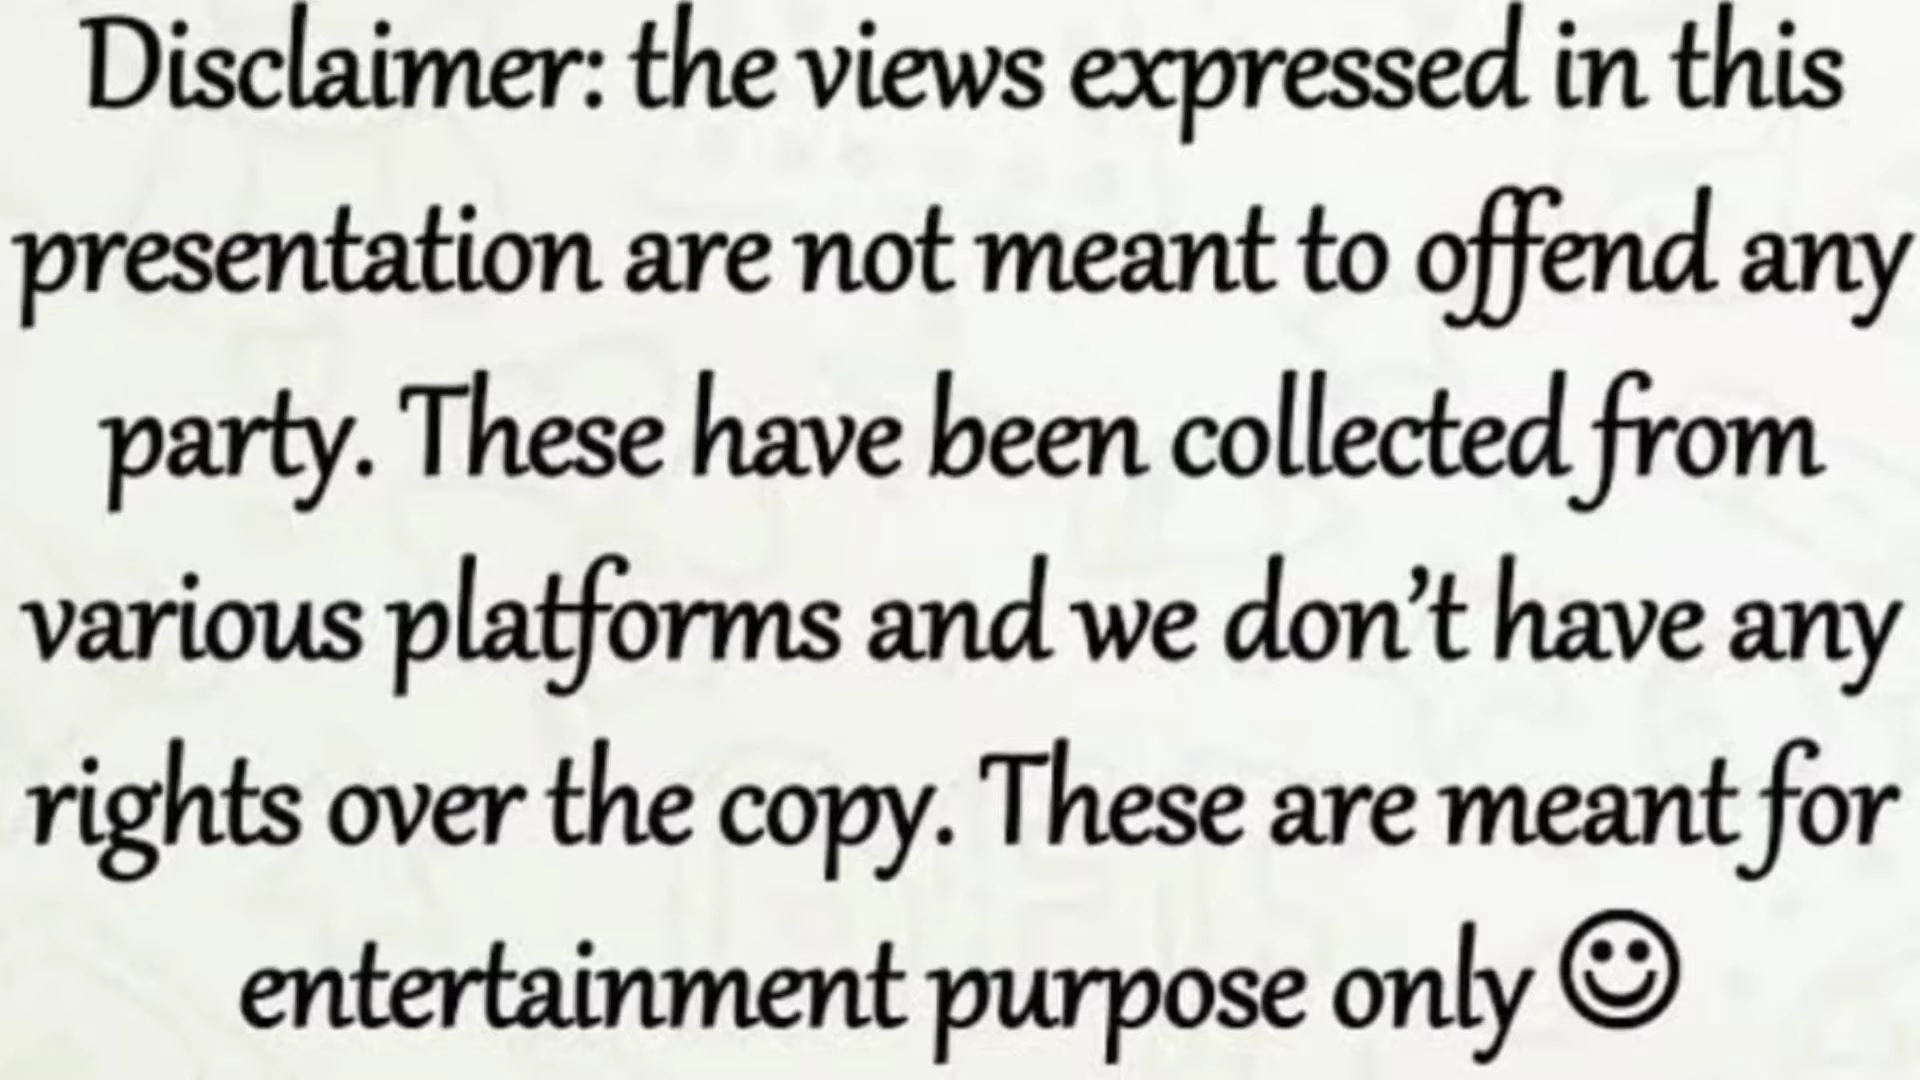 Disclaimer: the views expressed in this
presentation are not meant to offend any
party. These have been collected from
various platforms and we don’t have any
rights over the copy. These are meant for
entertainment purpose only ☺